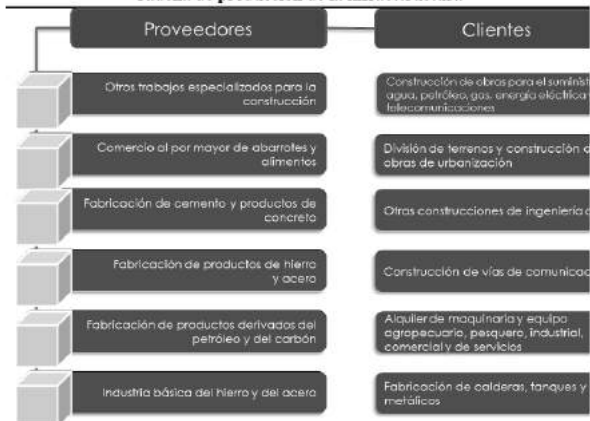 Proveedores
Clientes
Otros trabajos especializados para la
construcción
Construcción de obras para el suminist
agua, petróleo, gas, energía eléctrica y
telecomunicaciones
Comercio al por mayor de abarrotes y
alimentos
División de terrenos y construcción d
obras de urbanización
Fabricación de cemento y productos de
concreto
Otras construcciones de ingeniería c
Fabricación de productos de hierro
y acero
Construcción de vías de comunicac
Fabricación de productos derivados del
petróleo y del carbón
Alquiler de maquinaria y equipo
agropecuario, pesquero, industrial,
comercial y de servicios
Industria básica del hierro y del acero
Fabricación de calderas, tanques y
metálicos